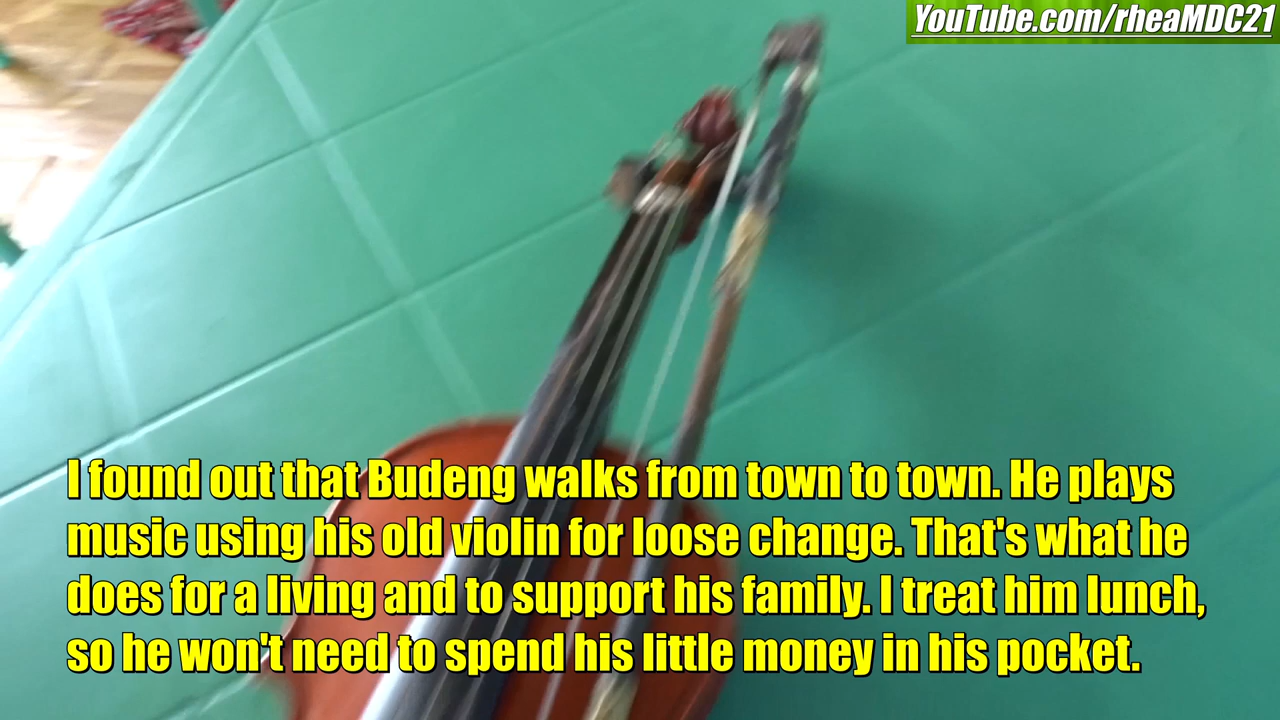 YouTube.com/rheaMDC21
I found out that Budeng walks from town to town. He plays
music using his old violin for loose change. That's what he
does for a living and to support his family. I treat him lunch,
so he won't need to spend his little money in his pocket.